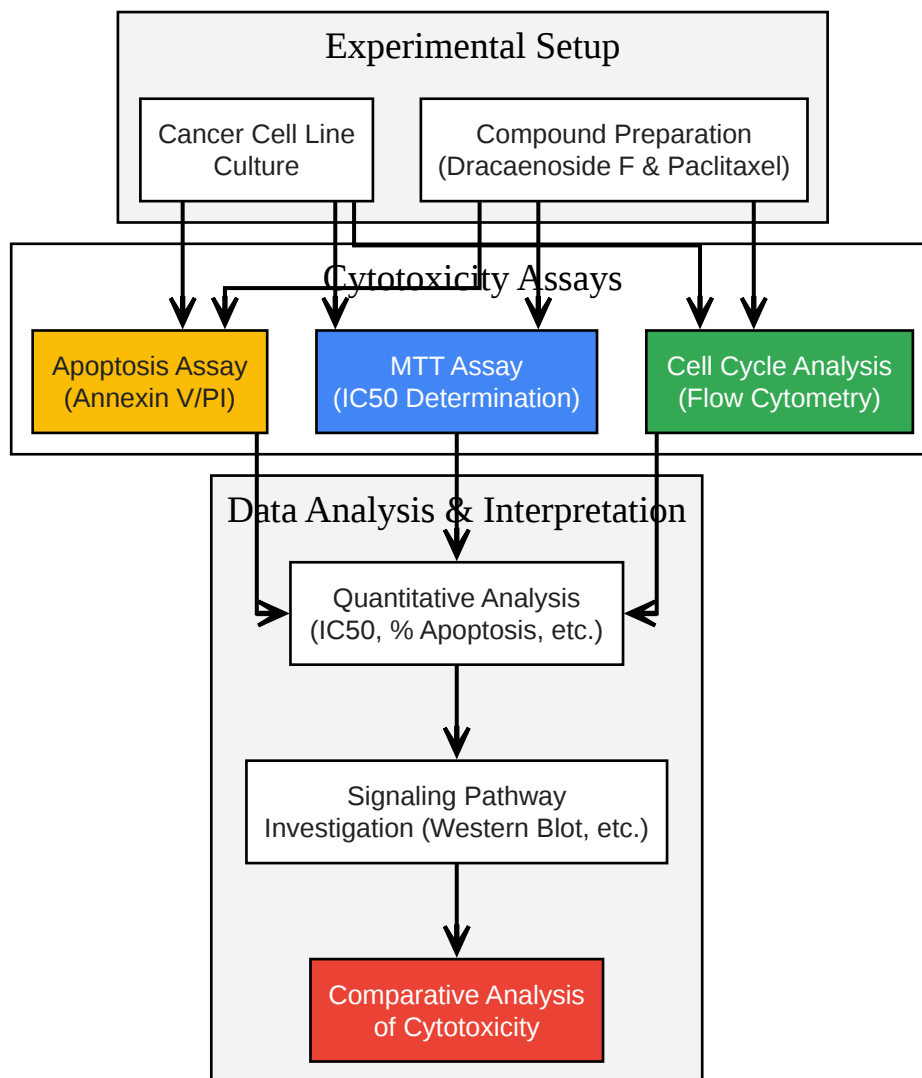 Experimental Setup
Cancer Cell Line
Culture
Compound Preparation
(Dracaenoside F & Paclitaxel)
Cytotoxicity Assays
Apoptosis Assay
(Annexin V/PI)
MTT Assay
(IC50 Determination)
Cell Cycle Analysis
(Flow Cytometry)
Data Analysis & Interpretation
Quantitative Analysis
(IC50, % Apoptosis, etc.)
Signaling Pathway
Investigation (Western Blot, etc.)
Comparative Analysis
of Cytotoxicity